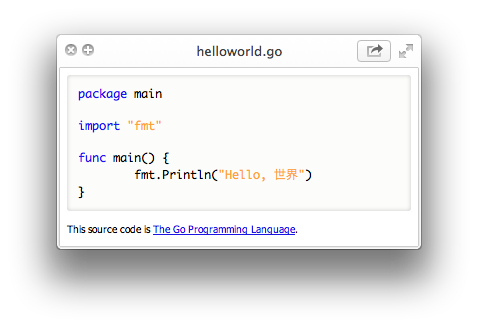 helloworld.go
package main
import "fmt"
func main() {
        fmt.Println("Hello, 世界")
}
This source code is The Go Programming Language.